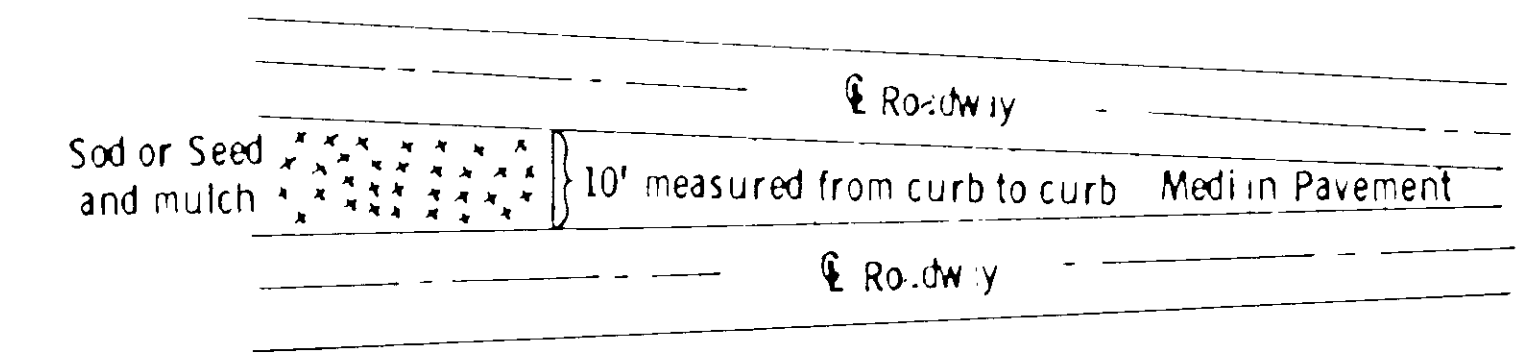 ℄ Roadway
Sod or Seed
and mulch
10' measured from curb to curb Median Pavement
℄ Roadway